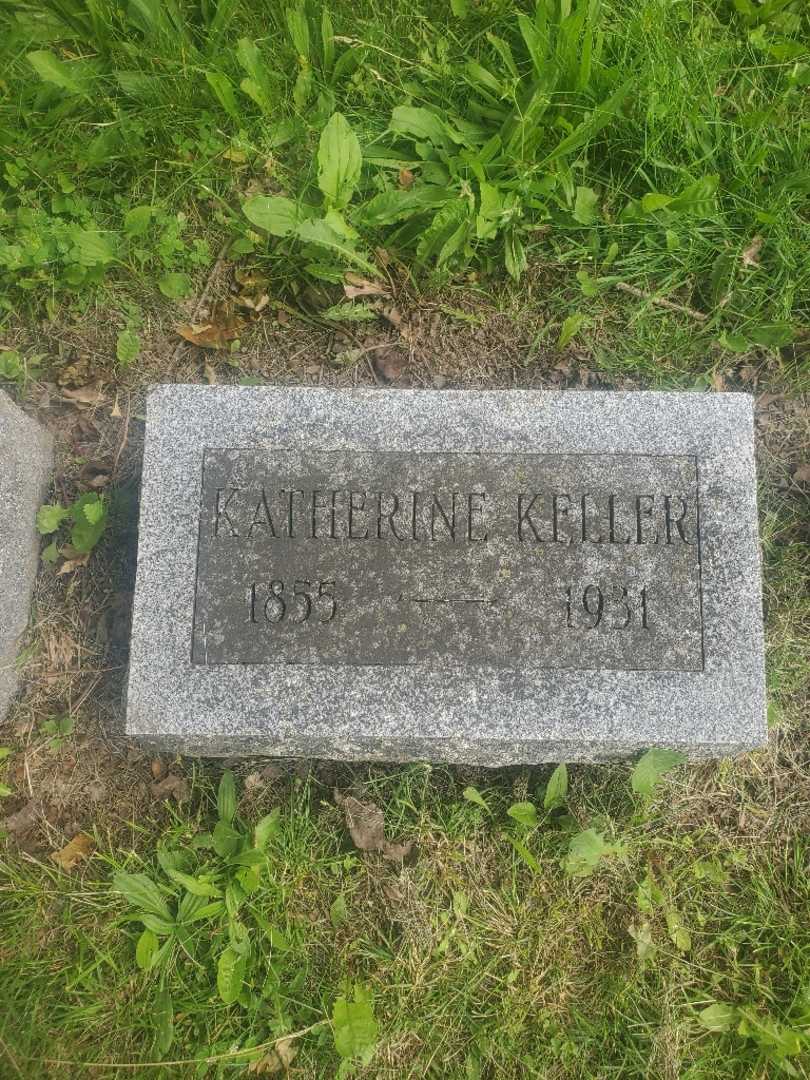 KATHERINE KELLER
1855 — 1931